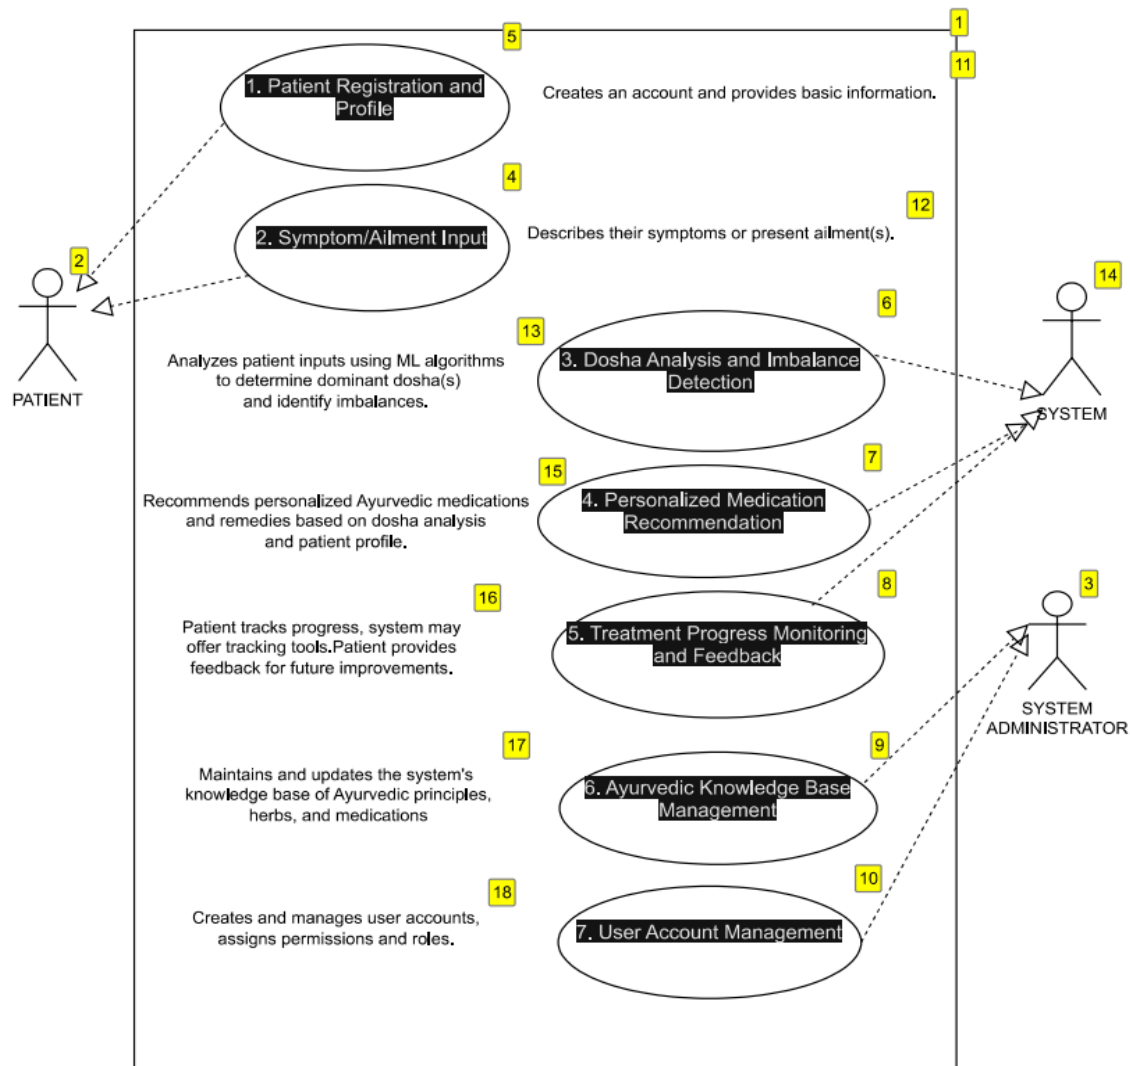 1
5
11
1. Patient Registration and
Profile
Creates an account and provides basic information.
4
12
2. Symptom/Ailment Input
Describes their symptoms or present ailment(s).
2
PATIENT
14
SYSTEM
6
13
3. Dosha Analysis and Imbalance
Detection
Analyzes patient inputs using ML algorithms
to determine dominant dosha(s)
and identify imbalances.
7
15
4. Personalized Medication
Recommendation
Recommends personalized Ayurvedic medications
and remedies based on dosha analysis
and patient profile.
8
16
5. Treatment Progress Monitoring
and Feedback
Patient tracks progress, system may
offer tracking tools.Patient provides
feedback for future improvements.
3
SYSTEM
ADMINISTRATOR
9
17
6. Ayurvedic Knowledge Base
Management
Maintains and updates the system's
knowledge base of Ayurvedic principles,
herbs, and medications
10
18
7. User Account Management
Creates and manages user accounts,
assigns permissions and roles.